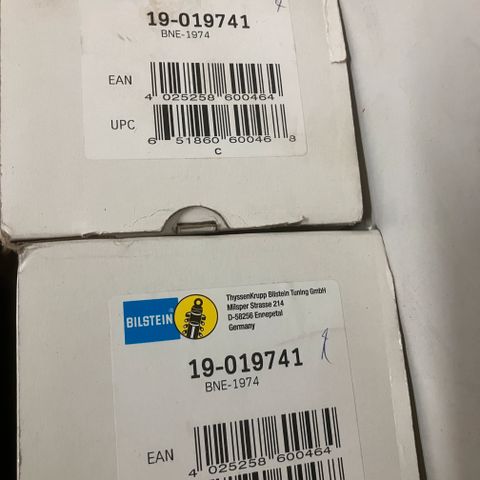 19-019741
BNE-1974
EAN
4 025258 600464
UPC
6 51860 60046 8
C
BILSTEIN
ThyssenKrupp Bilstein Tuning GmbH
Milsper Strasse 214
D-58256 Ennepetal
Germany
19-019741
BNE-1974
EAN
4 025258 600464